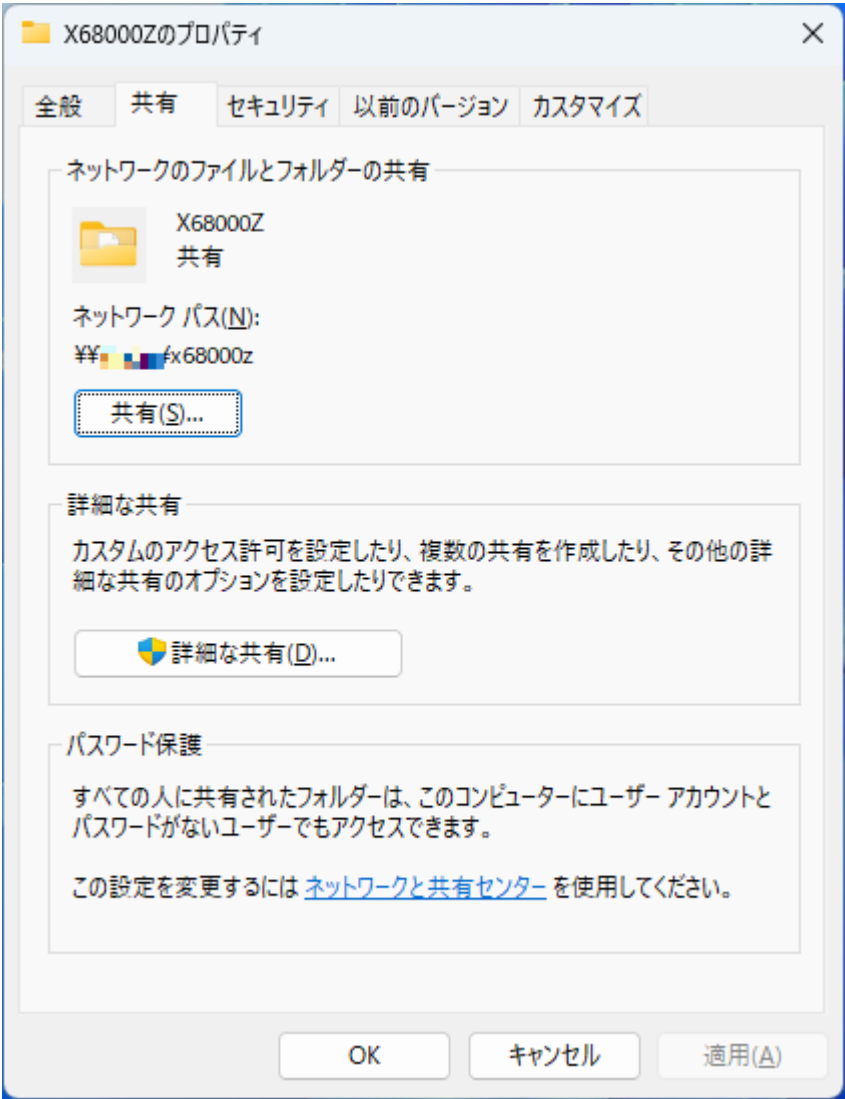 X68000Zのプロパティ
全般 共有 セキュリティ 以前のバージョン カスタマイズ
ネットワークのファイルとフォルダーの共有
X68000Z
共有
ネットワーク パス(N):
¥¥ ¥x68000z
共有(S)...
詳細な共有
カスタムのアクセス許可を設定したり、複数の共有を作成したり、その他の詳
細な共有のオプションを設定したりできます。
詳細な共有(D)...
パスワード保護
すべての人に共有されたフォルダーは、このコンピューターにユーザー アカウントと
パスワードがないユーザーでもアクセスできます。
この設定を変更するには ネットワークと共有センター を使用してください。
OK キャンセル 適用(A)